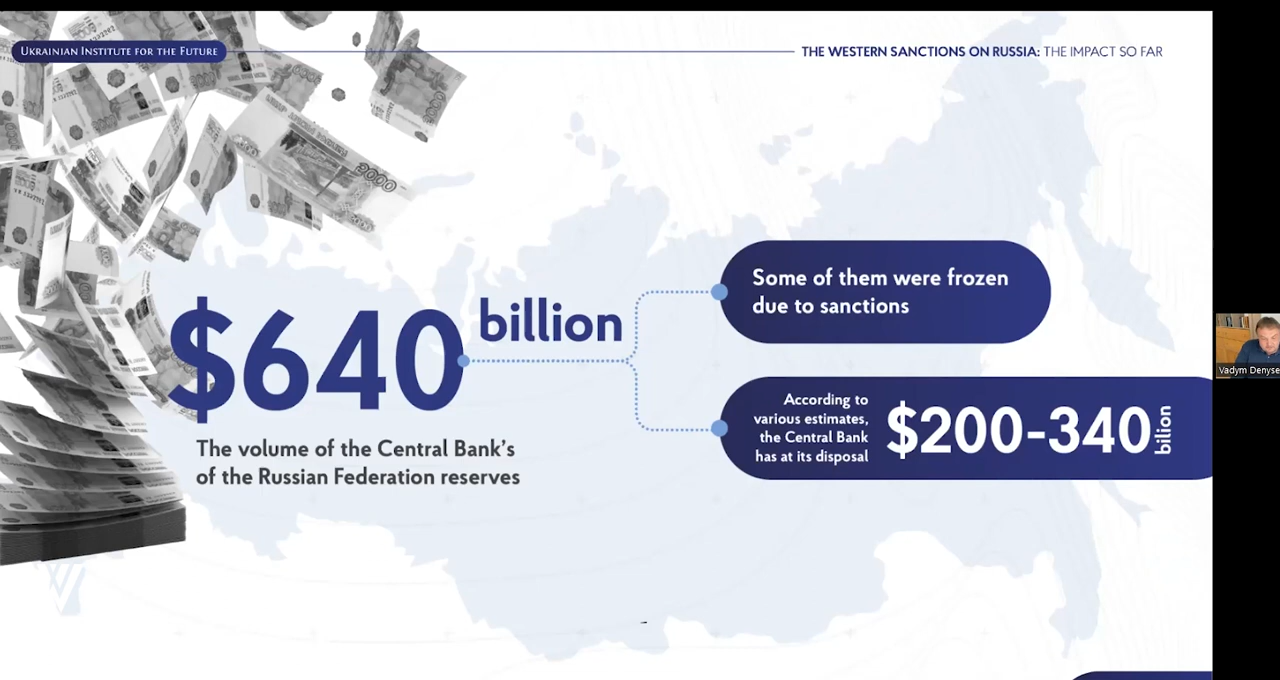 UKRAINIAN INSTITUTE FOR THE FUTURE
THE WESTERN SANCTIONS ON RUSSIA: THE IMPACT SO FAR
5000
$640 billion
The volume of the Central Bank's
of the Russian Federation reserves
Some of them were frozen
due to sanctions
According to
various estimates,
the Central Bank
has at its disposal
$200-340 bilion
Vadym Denyse